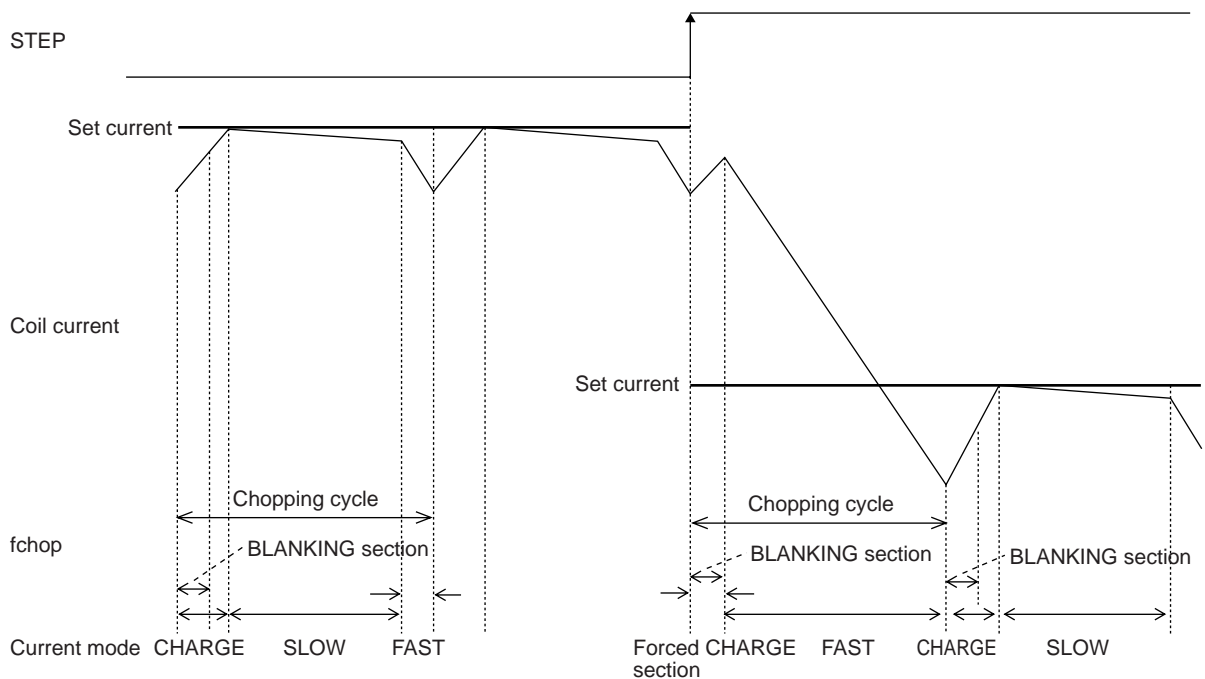 STEP
Set current
Coil current
Set current
Chopping cycle
Chopping cycle
fchop
BLANKING section
BLANKING section
BLANKING section
Current mode CHARGE SLOW FAST Forced CHARGE FAST CHARGE SLOW
section